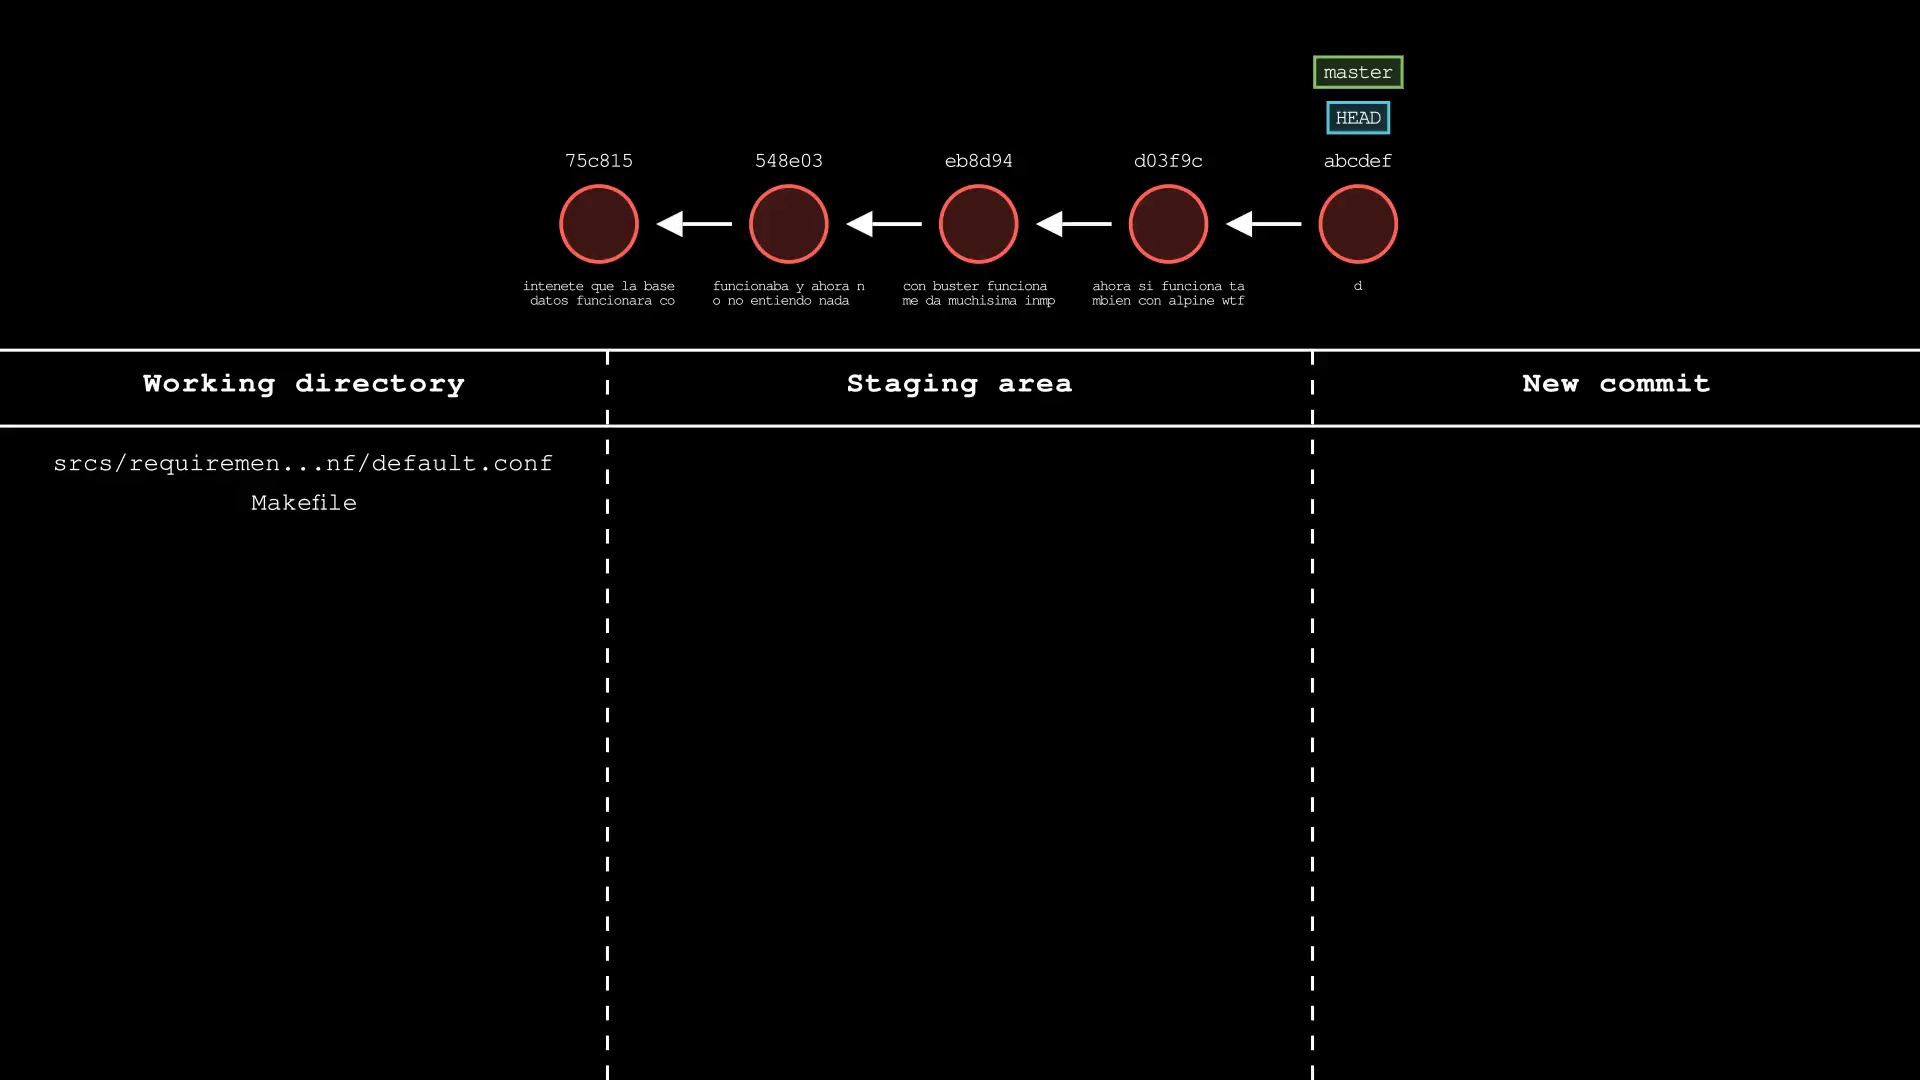 master
HEAD
75c815
548e03
eb8d94
d03f9c
abcdef
intenete que la base
datos funcionara co
funcionaba y ahora n
o no entiendo nada
con buster funciona
me da muchisima inmp
ahora si funciona ta
mbien con alpine wtf
d
Working directory
Staging area
New commit
srcs/requiremen...nf/default.conf
Makefile